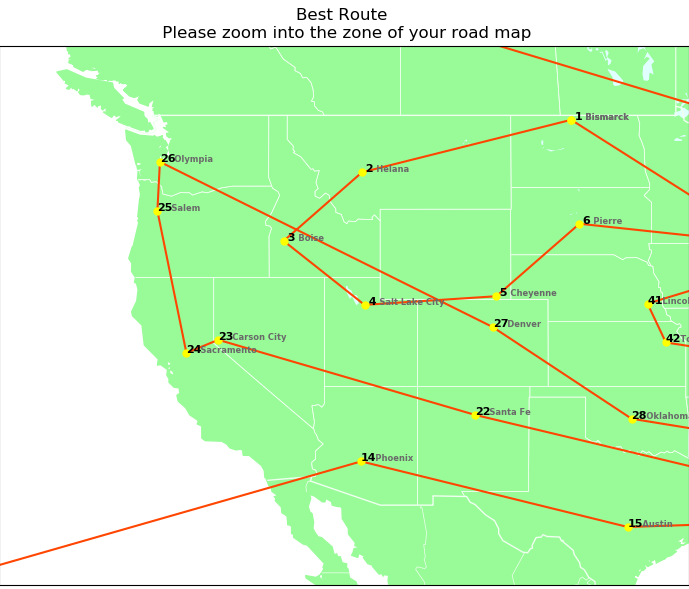 Best Route
Please zoom into the zone of your road map
1 Bismarck
26 Olympia
2 Helana
25 Salem
6 Pierre
3 Boise
5 Cheyenne
4 Salt Lake City
41 Lincol
27 Denver
23 Carson City
42 To
24 Sacramento
22 Santa Fe
28 Oklahom
14 Phoenix
15 Austin